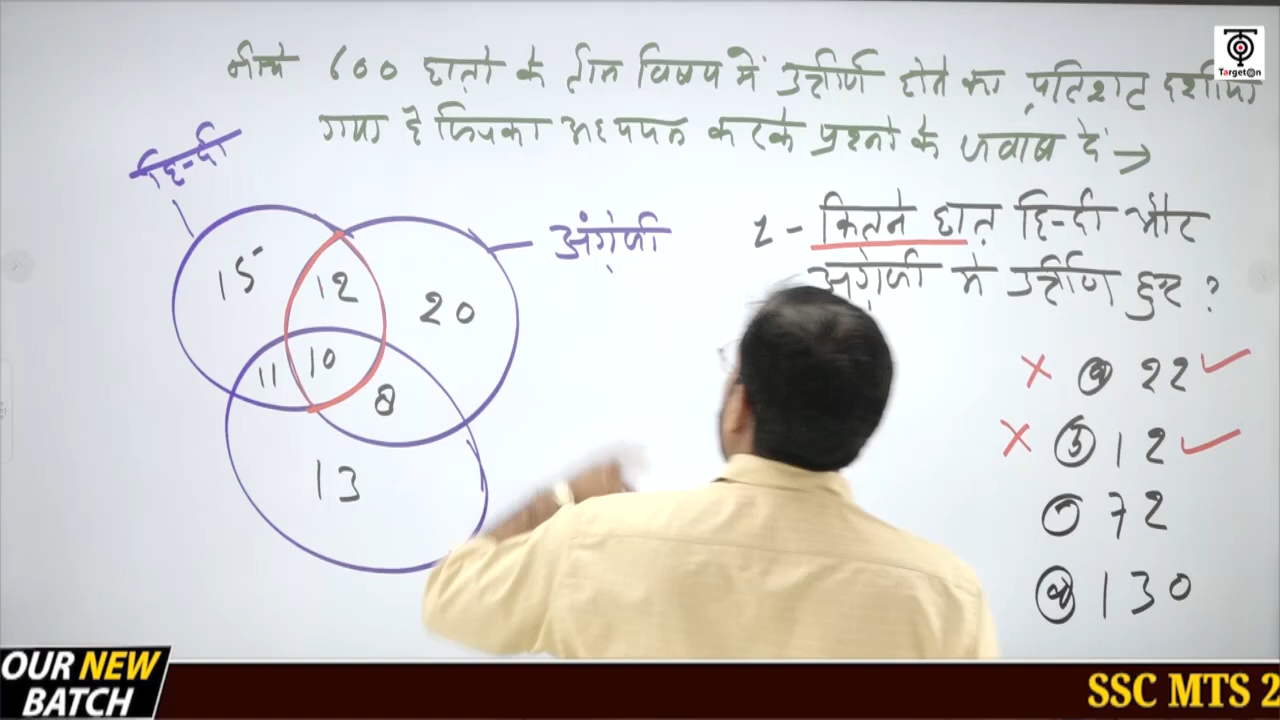 नीचे 600 छात्रों के तीन विषय में उत्तीर्ण होने का प्रतिशत दर्शाया
गया है जिसका अध्ययन करके प्रश्नों के जवाब दें →
Target@n
हिन्दी
अंग्रेजी
2- कितने छात्र हिन्दी और
अंग्रेजी में उत्तीर्ण हुए ?
15
12
20
11
10
8
13
22
12
72
130
OUR NEW
BATCH
SSC MTS 2